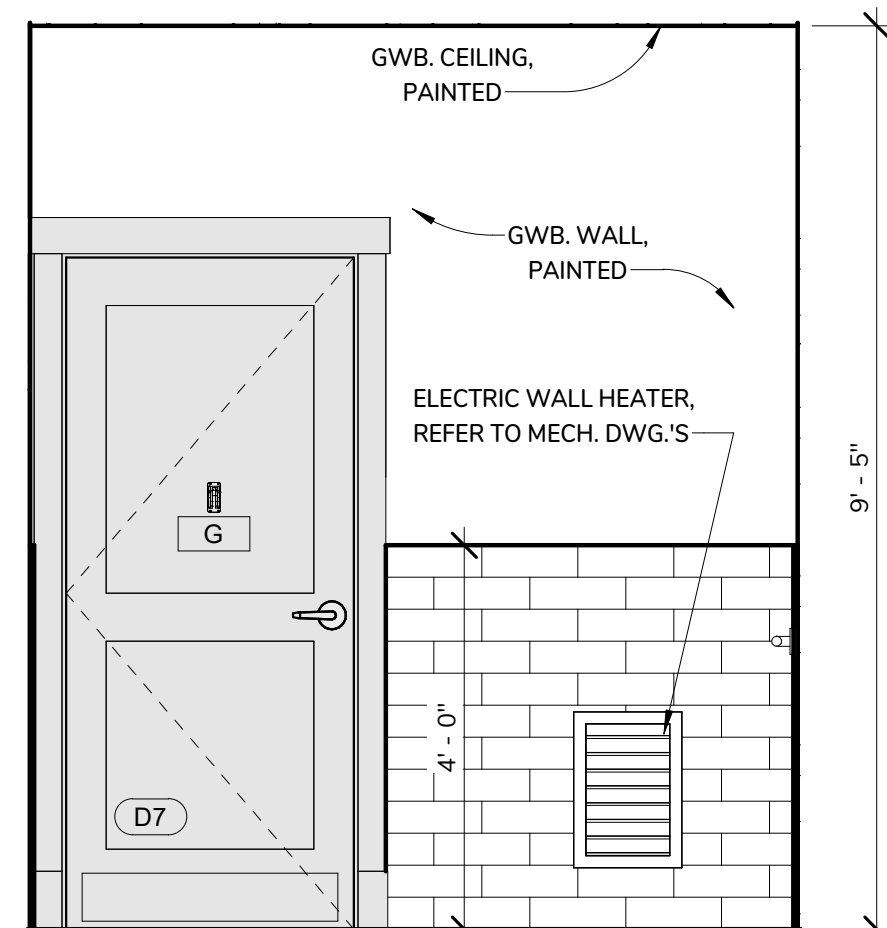 GWB. CEILING,
PAINTED
GWB. WALL,
PAINTED
ELECTRIC WALL HEATER,
REFER TO MECH. DWG.'S
9' - 5"
G
4' - 0"
D7